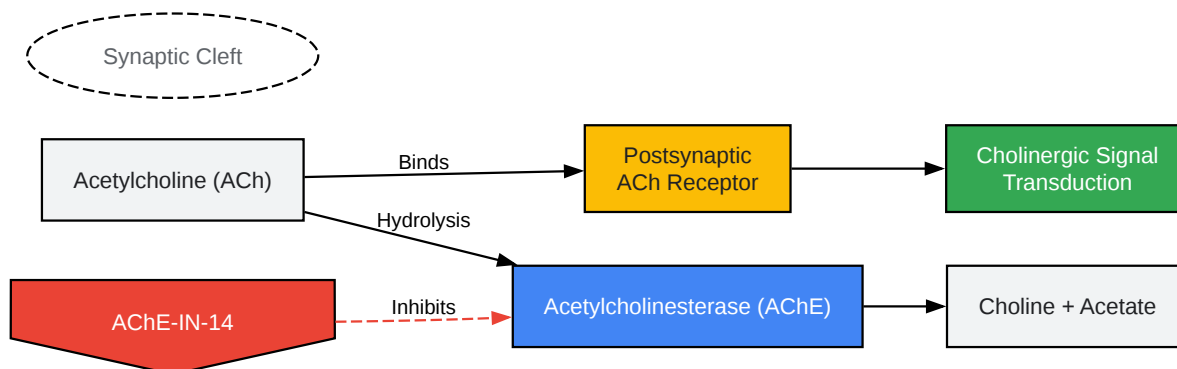 Synaptic Cleft
Acetylcholine (ACh)
Binds
Postsynaptic
ACh Receptor
Cholinergic Signal
Transduction
Hydrolysis
AChE-IN-14
Inhibits
Acetylcholinesterase (AChE)
Choline + Acetate